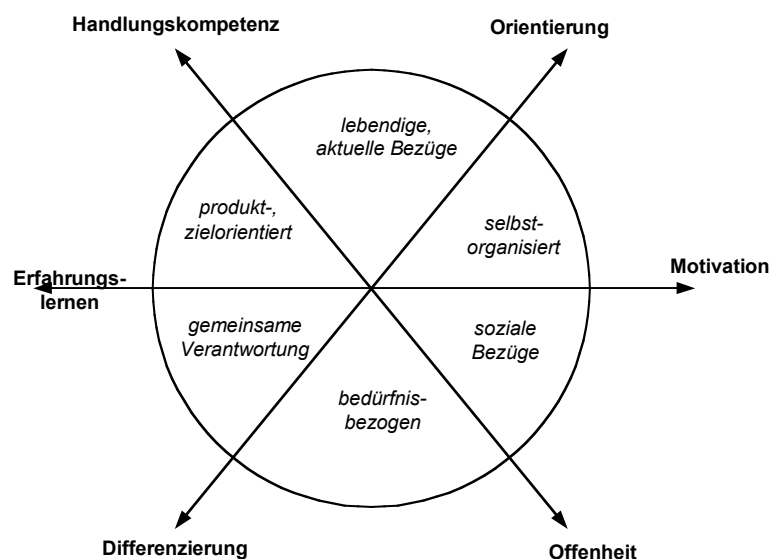 Handlungskompetenz
Orientierung
lebendige,
aktuelle Bezüge
produkt-,
zielorientiert
selbst-
organisiert
Erfahrungs-
lernen
Motivation
gemeinsame
Verantwortung
soziale
Bezüge
bedürfnis-
bezogen
Differenzierung
Offenheit